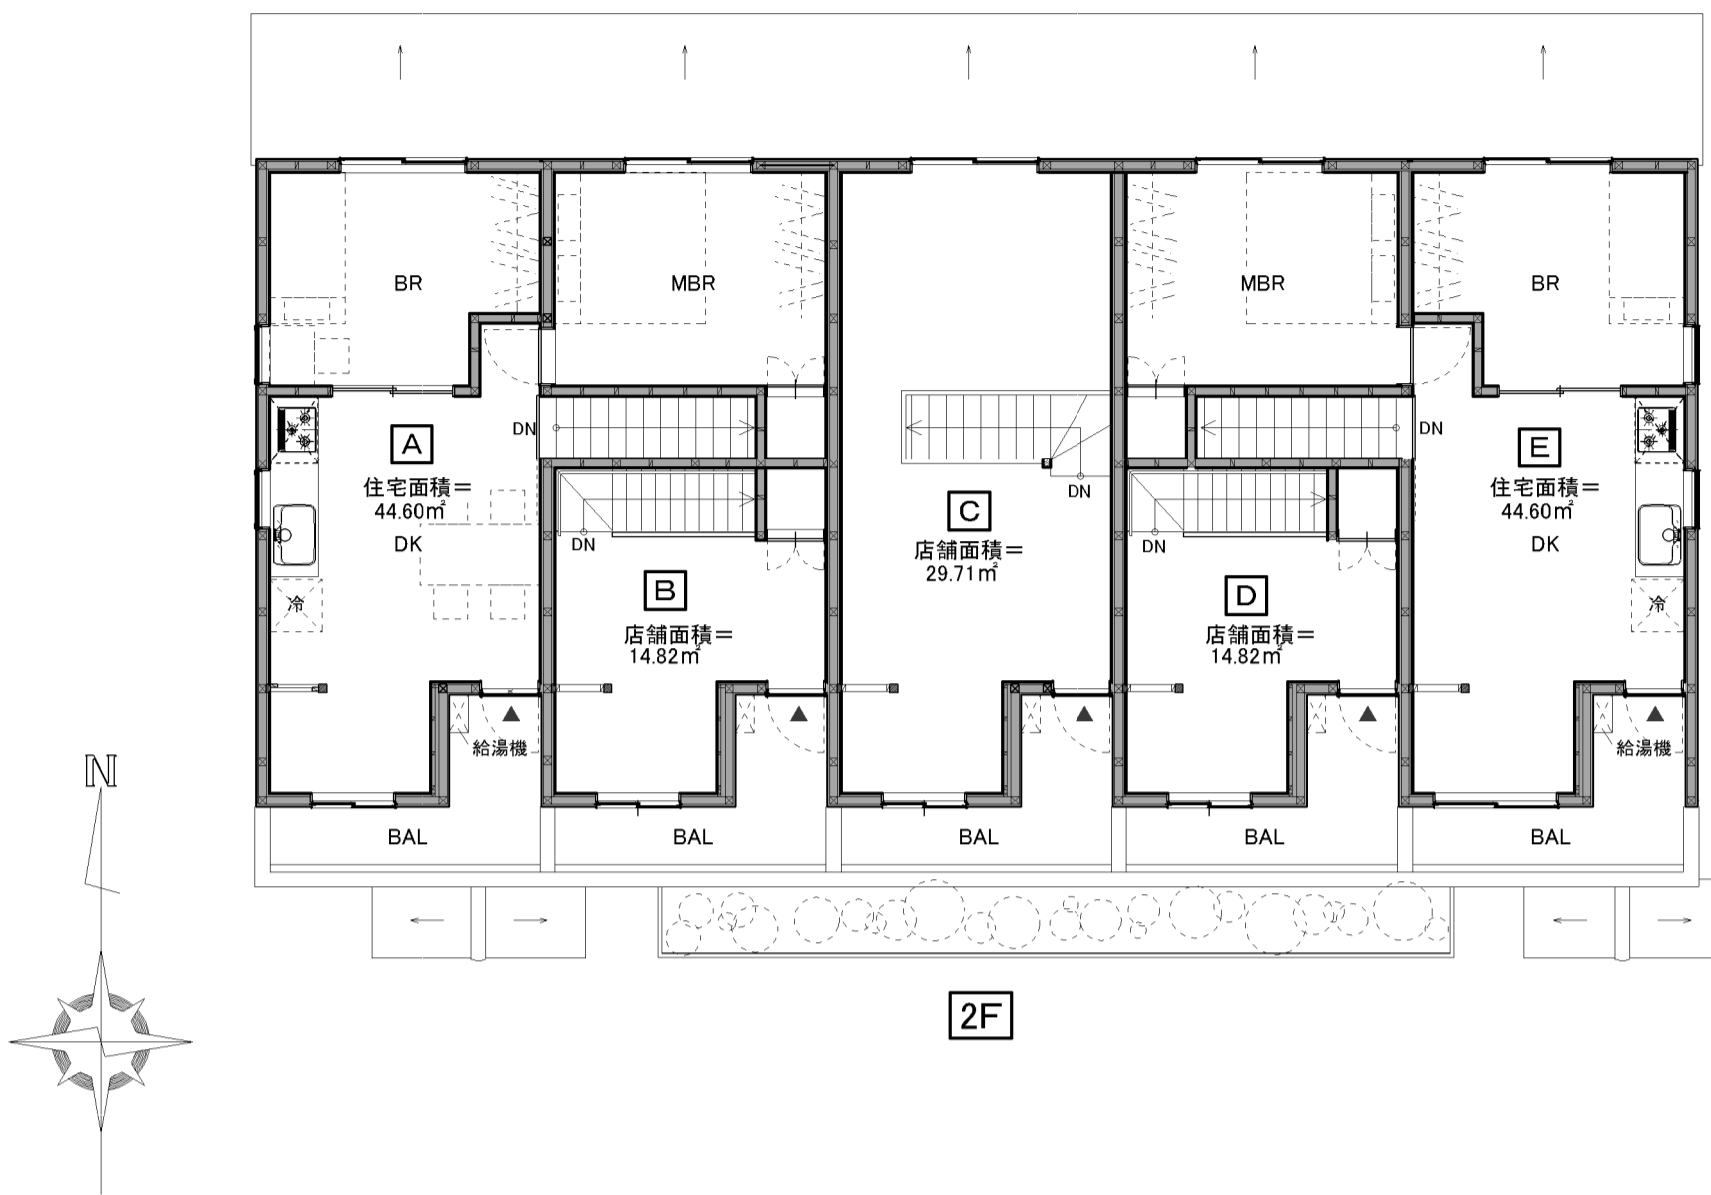 BR
MBR
MBR
BR
DN
A
住宅面積＝
44.60㎡
DK
冷
給湯機
DN
B
店舗面積＝
14.82㎡
DN
C
店舗面積＝
29.71㎡
DN
D
店舗面積＝
14.82㎡
DN
E
住宅面積＝
44.60㎡
DK
冷
給湯機
BAL
BAL
BAL
BAL
BAL
N
2F